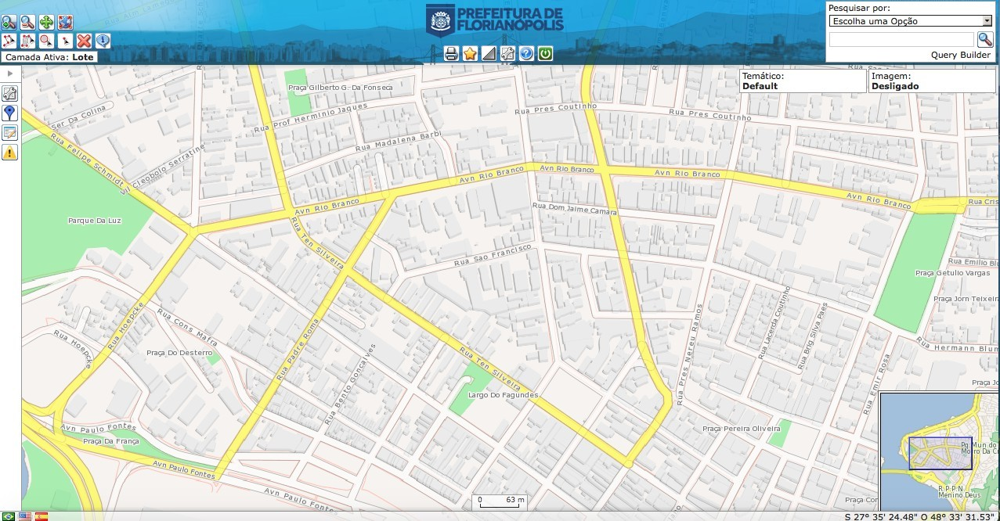 PREFEITURA DE
FLORIANÓPOLIS
Pesquisar por:
Escolha uma Opção
Query Builder
Camada Ativa: Lote
Temático:
Default
Imagem:
Desligado
Praça Gilberto G. Da Fonseca
Rua Pres Coutinho
Rua Pres Coutinho
Ser Da Colina
Rua Prof Herminio Jaques
Rua Madalena Barbi
Rua Felipe Schmidt
Vil Cleobolo Serratine
Avn Rio Branco
Avn Rio Branco
Avn Rio Branco
Avn Rio Branco
Avn Rio Branco
Rua Cris
Parque Da Luz
Rua Dom Jaime Camara
Rua Ten Silveira
Rua Sao Francisco
Rua Emilio Bl
Praça Getulio Vargas
Praça Jorn Teixeira
Rua Hoepcke
Rua Cons Mafra
Rua Padre Roma
Rua Pres Nereu Ramos
Rua Lacerda Coutinho
Rua Brig Silva Paes
Rua Hoepcke
Praça Do Desterro
Rua Bento Goncalves
Rua Ten Silveira
Rua Hermann Blum
Rua Emir Rosa
Largo Do Fagundes
Praça Jo
Avn Paulo Fontes
Praça Da França
Praça Pereira Oliveira
Avn Paulo Fontes
Avn Paulo Fontes
Praça Cor
Pq Mun do
Morro Da C
R.P.P.N
Menino Deus
0 63 m
S 27° 35' 24.48" O 48° 33' 31.53"